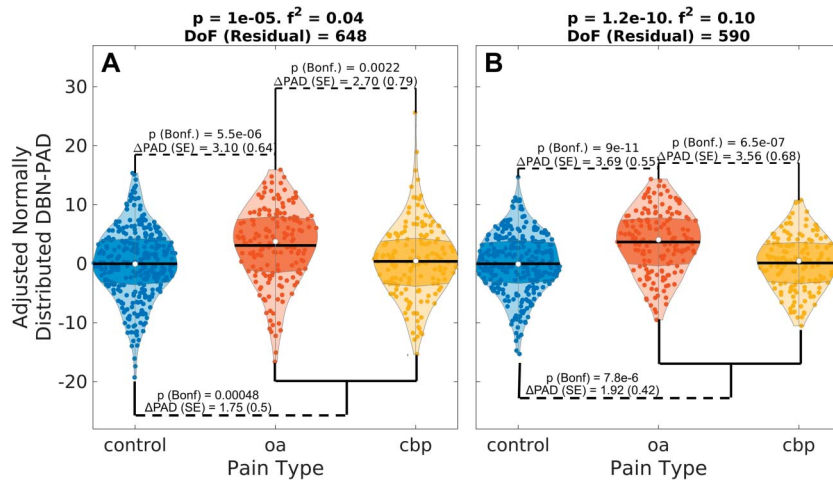 p = 1e-05. f² = 0.04
DoF (Residual) = 648
p = 1.2e-10. f² = 0.10
DoF (Residual) = 590
A
B
p (Bonf.) = 0.0022
ΔPAD (SE) = 2.70 (0.79)
p (Bonf.) = 5.5e-06
ΔPAD (SE) = 3.10 (0.64)
p (Bonf.) = 9e-11
ΔPAD (SE) = 3.69 (0.55)
p (Bonf.) = 6.5e-07
ΔPAD (SE) = 3.56 (0.68)
Adjusted Normally
Distributed DBN-PAD
30
20
10
0
-10
-20
p (Bonf) = 0.00048
ΔPAD (SE) = 1.75 (0.5)
p (Bonf) = 7.8e-6
ΔPAD (SE) = 1.92 (0.42)
control oa cbp
control oa cbp
Pain Type
Pain Type